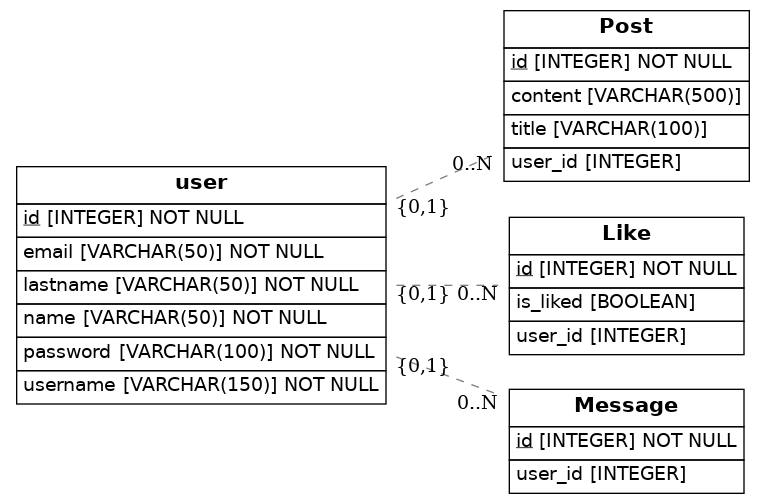 user
id [INTEGER] NOT NULL
email [VARCHAR(50)] NOT NULL
lastname [VARCHAR(50)] NOT NULL
name [VARCHAR(50)] NOT NULL
password [VARCHAR(100)] NOT NULL
username [VARCHAR(150)] NOT NULL
0..N
{0,1}
{0,1} 0..N
{0,1}
0..N
Post
id [INTEGER] NOT NULL
content [VARCHAR(500)]
title [VARCHAR(100)]
user_id [INTEGER]
Like
id [INTEGER] NOT NULL
is_liked [BOOLEAN]
user_id [INTEGER]
Message
id [INTEGER] NOT NULL
user_id [INTEGER]